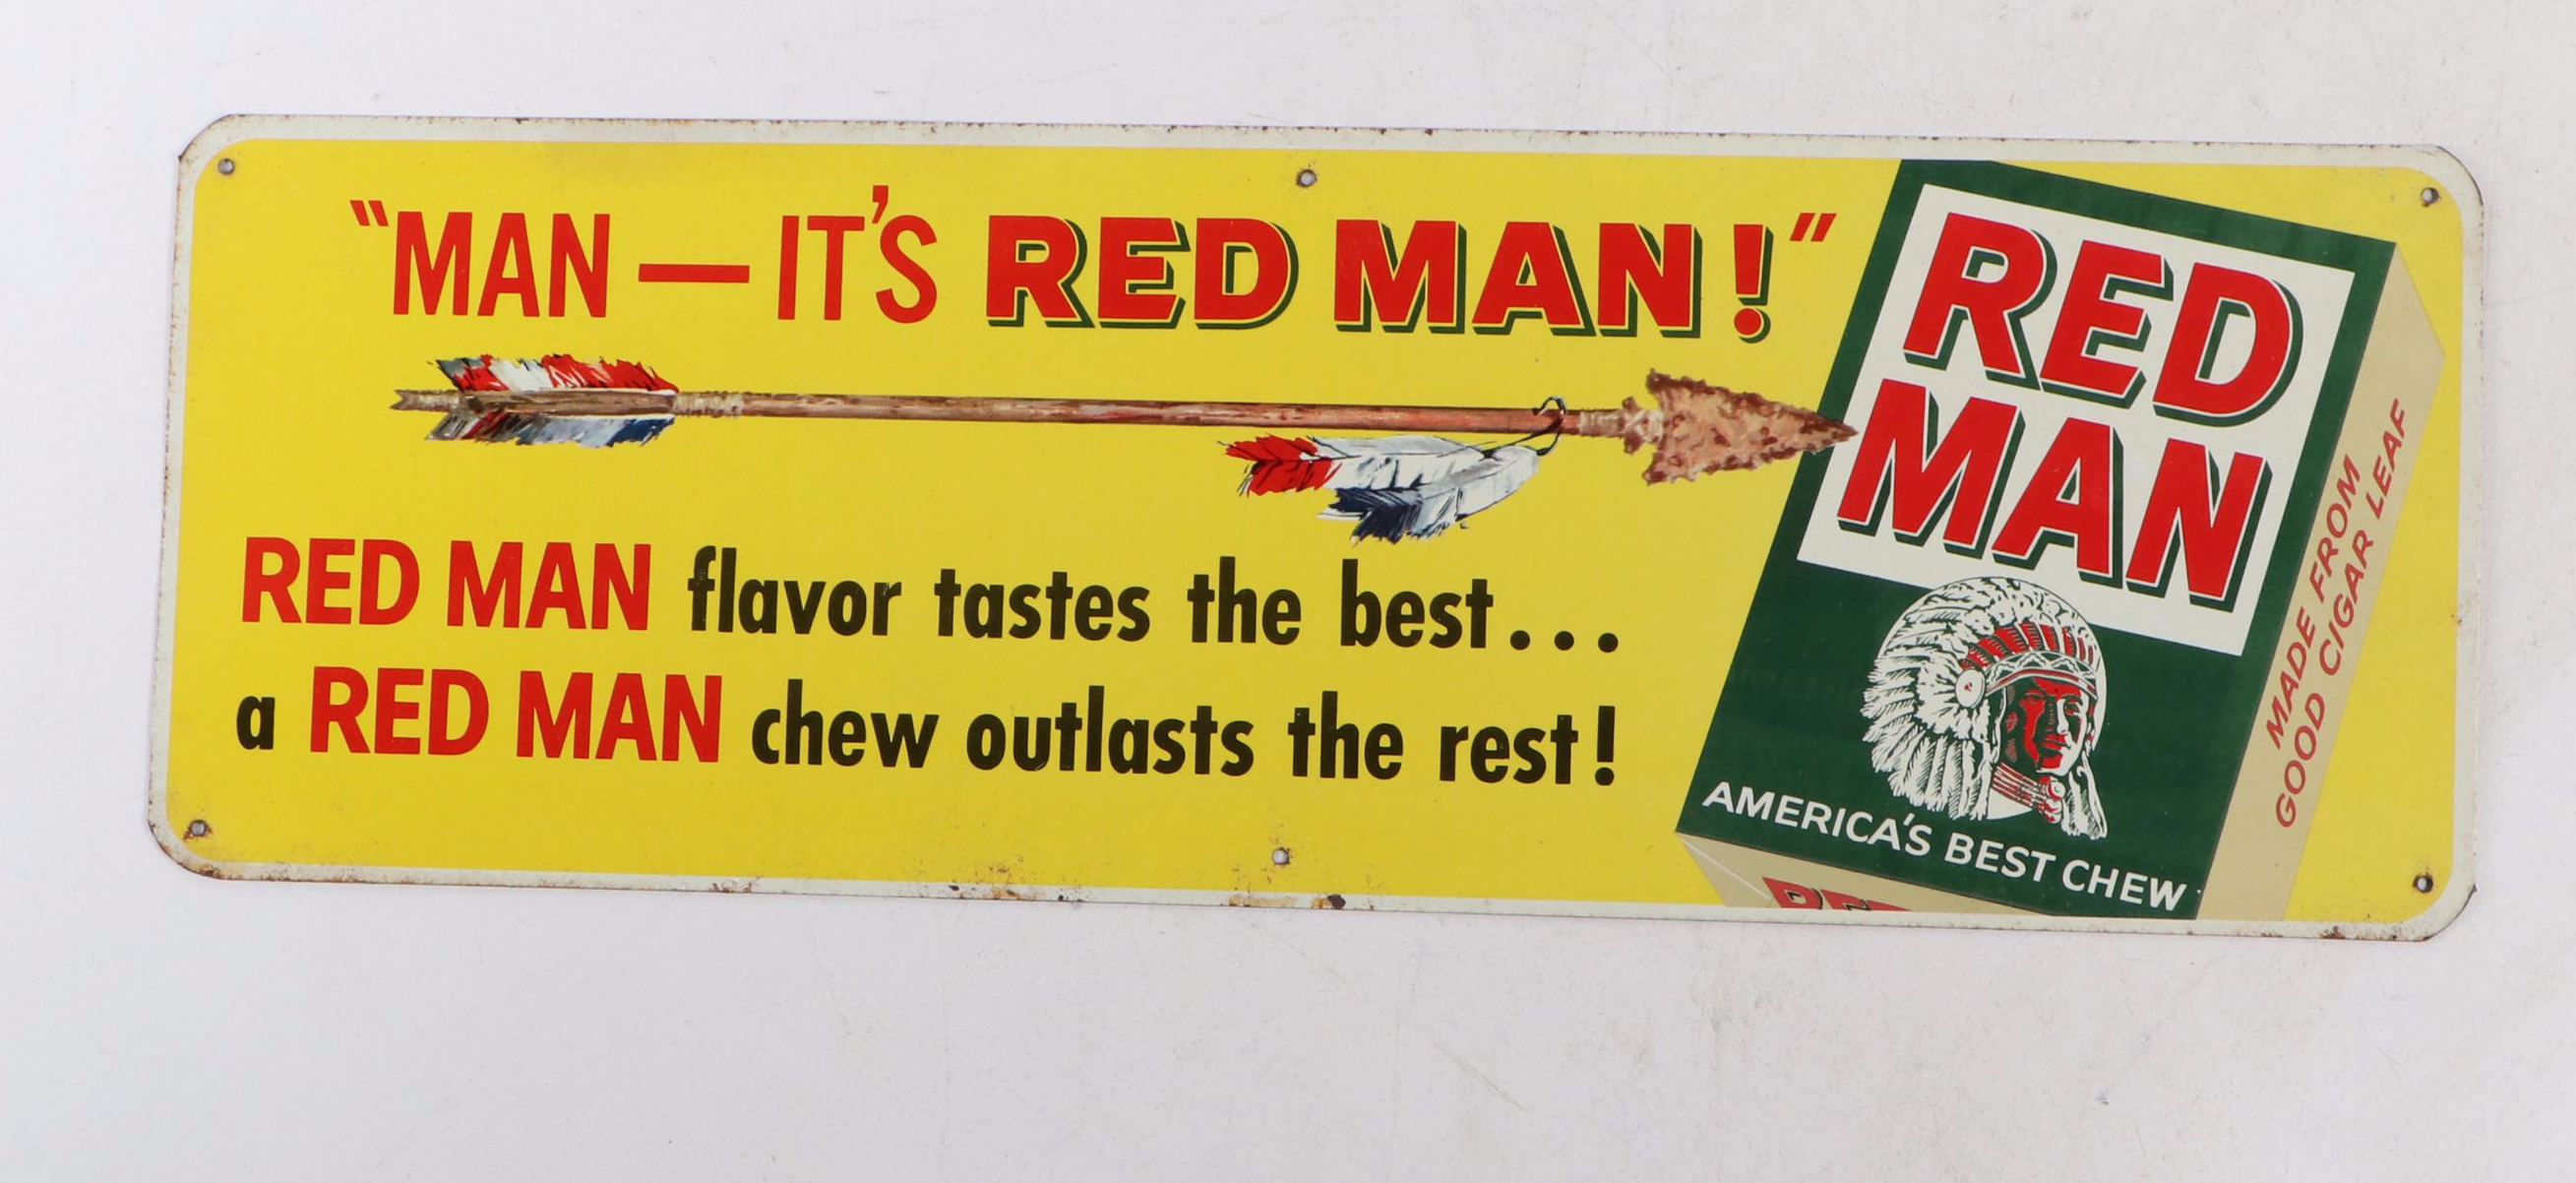 "MAN — IT'S RED MAN!"
RED MAN flavor tastes the best...
a RED MAN chew outlasts the rest!
RED
MAN
AMERICA'S BEST CHEW
MADE FROM
GOOD CIGAR LEAF
RED